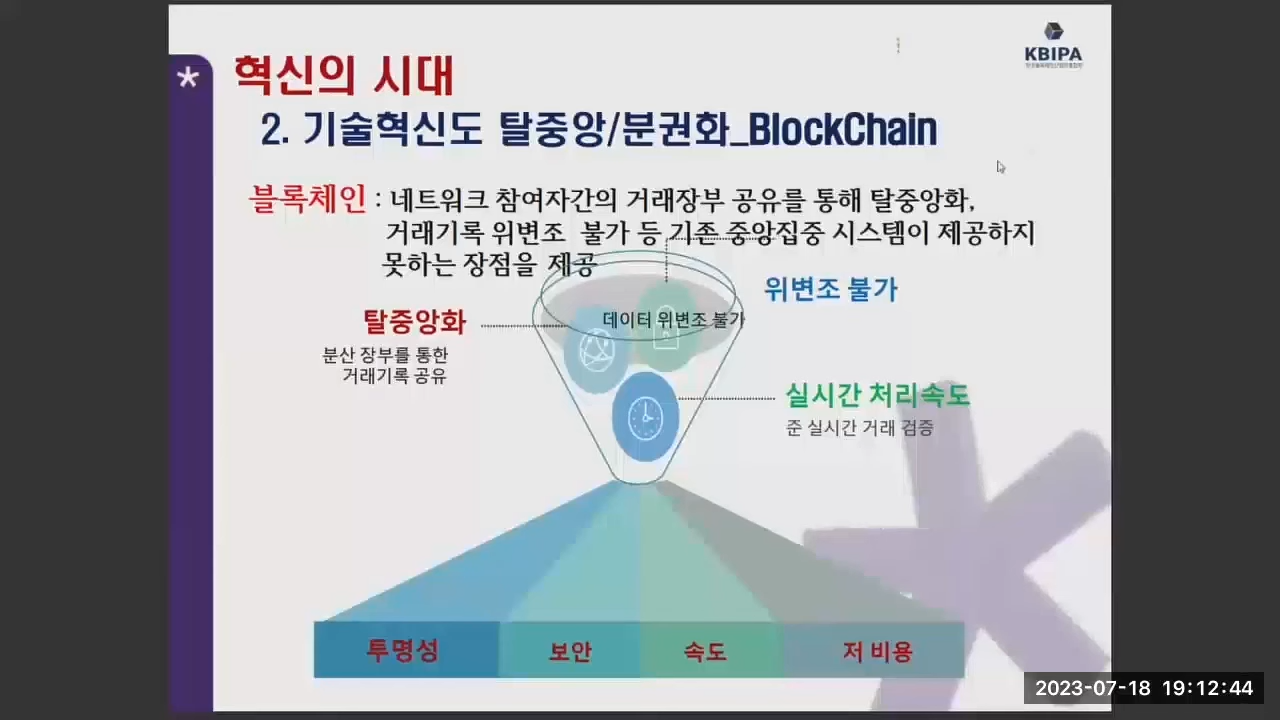 KBIPA
*
혁신의 시대
2. 기술혁신도 탈중앙/분권화_BlockChain
블록체인 : 네트워크 참여자간의 거래장부 공유를 통해 탈중앙화,
거래기록 위변조 불가 등 기존 중앙집중 시스템이 제공하지
못하는 장점을 제공
위변조 불가
데이터 위변조 불가
탈중앙화
분산 장부를 통한
거래기록 공유
실시간 처리속도
준 실시간 거래 검증
투명성 보안 속도 저 비용
2023-07-18 19:12:44